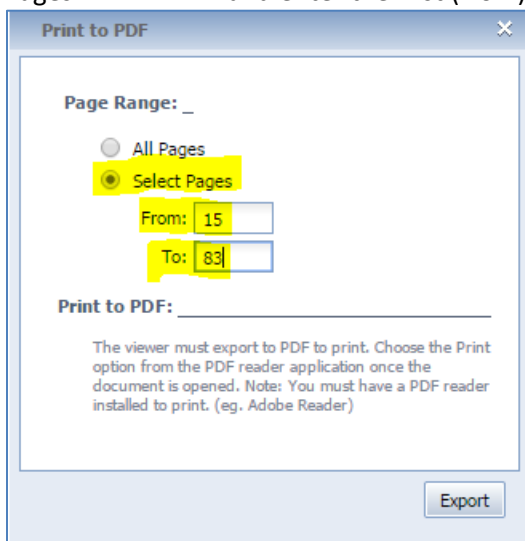 Print to PDF
Page Range: _
All Pages
Select Pages
From: 15
To: 83
Print to PDF:
The viewer must export to PDF to print. Choose the Print
option from the PDF reader application once the
document is opened. Note: You must have a PDF reader
installed to print. (eg. Adobe Reader)
Export